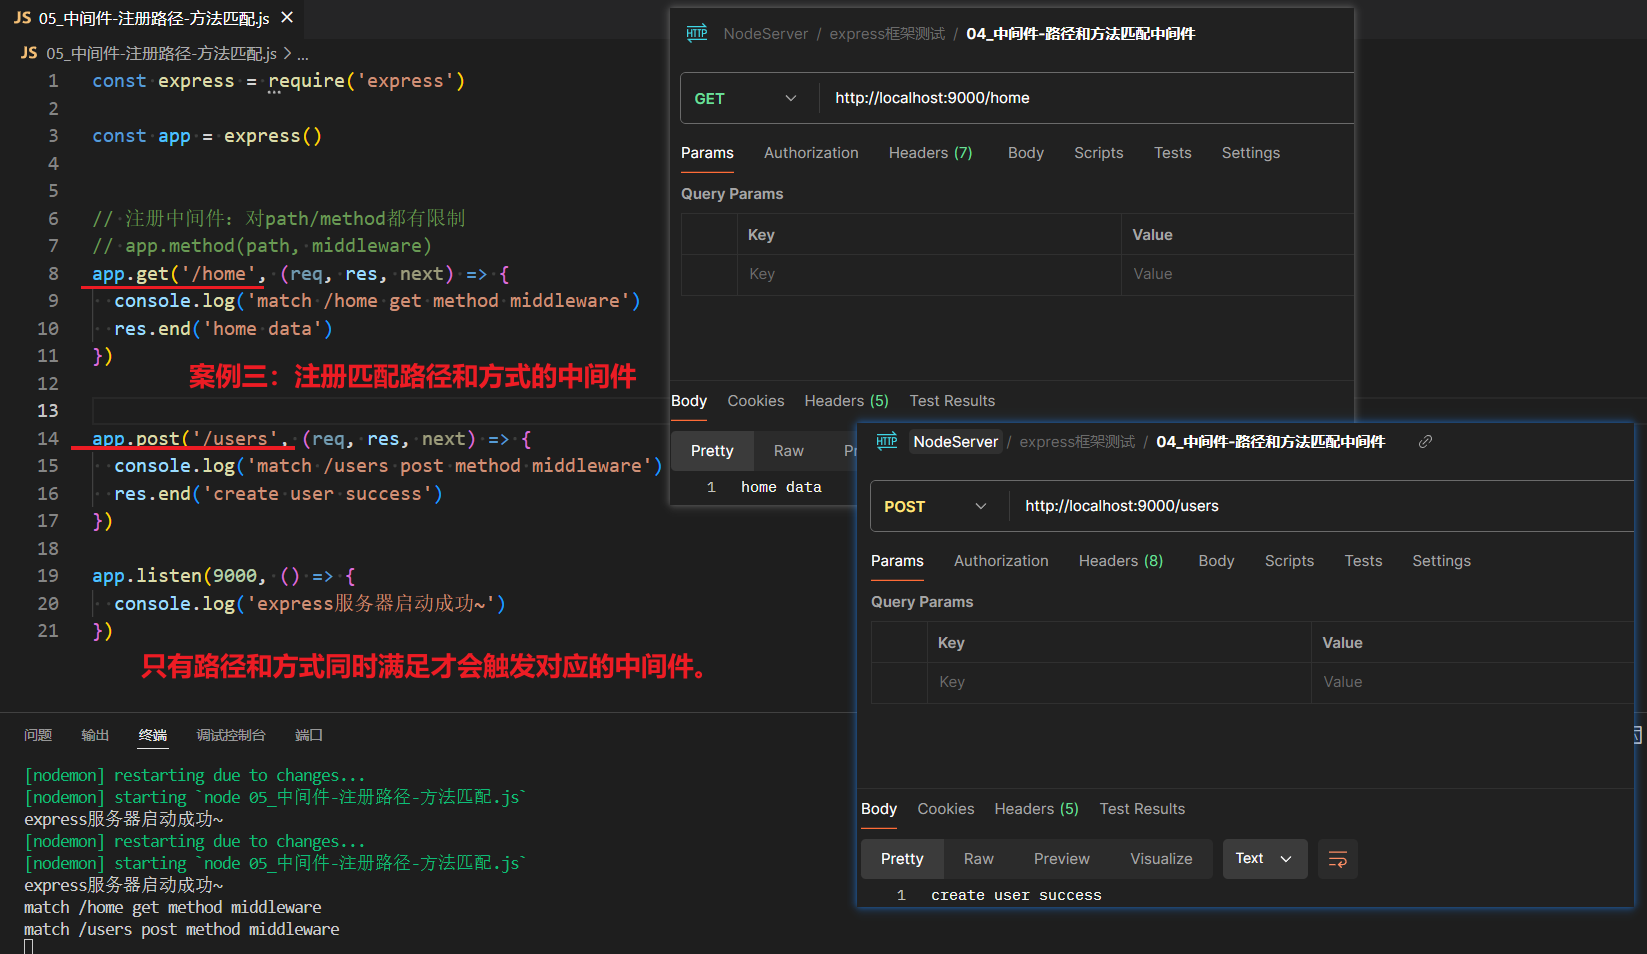 JS 05_中间件-注册路径-方法匹配.js
JS 05_中间件-注册路径-方法匹配.js > ...
1 const express = require('express')
2
3 const app = express()
4
5
6 // 注册中间件: 对path/method都有限制
7 // app.method(path, middleware)
8 app.get('/home', (req, res, next) => {
9 console.log('match /home get method middleware')
10 res.end('home data')
11 })
案例三：注册匹配路径和方式的中间件
12
13
14 app.post('/users', (req, res, next) => {
15 console.log('match /users post method middleware')
16 res.end('create user success')
17 })
18
19 app.listen(9000, () => {
20 console.log('express服务器启动成功~')
21 })
只有路径和方式同时满足才会触发对应的中间件。
问题 输出 终端 调试控制台 端口
[nodemon] restarting due to changes...
[nodemon] starting `node 05_中间件-注册路径-方法匹配.js`
express服务器启动成功~
[nodemon] restarting due to changes...
[nodemon] starting `node 05_中间件-注册路径-方法匹配.js`
express服务器启动成功~
match /home get method middleware
match /users post method middleware
HTTP NodeServer / express框架测试 / 04_中间件-路径和方法匹配中间件
GET http://localhost:9000/home
Params Authorization Headers (7) Body Scripts Tests Settings
Query Params
Key Value
Key Value
Body Cookies Headers (5) Test Results
Pretty Raw Pr
1 home data
HTTP NodeServer / express框架测试 / 04_中间件-路径和方法匹配中间件
POST http://localhost:9000/users
Params Authorization Headers (8) Body Scripts Tests Settings
Query Params
Key Value
Key Value
Body Cookies Headers (5) Test Results
Pretty Raw Preview Visualize Text
1 create user success